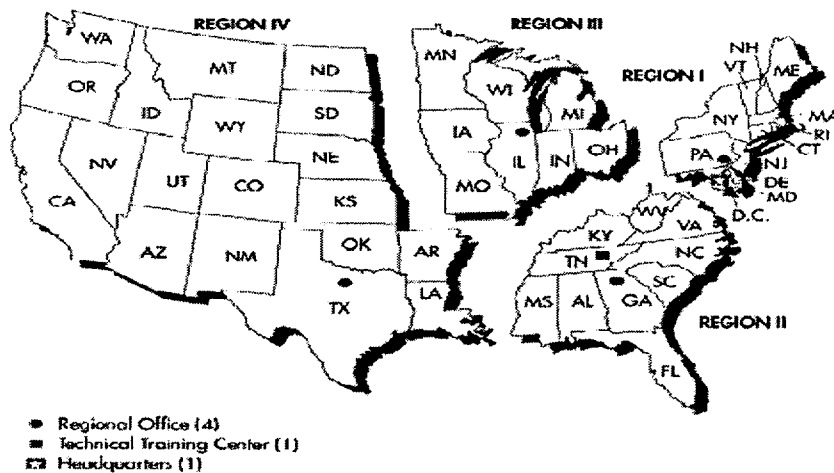 REGION IV
REGION III
REGION I
REGION II
WA
OR
CA
ID
NV
MT
WY
UT
AZ
CO
NM
ND
SD
NE
KS
OK
TX
AR
LA
MN
IA
MO
WI
IL
MI
IN
OH
NH
VT
ME
NY
MA
RI
CT
PA
NJ
DE
MD
D.C.
WV
VA
KY
TN
NC
SC
MS
AL
GA
FL
Regional Office (4)
Technical Training Center (1)
Headquarters (1)